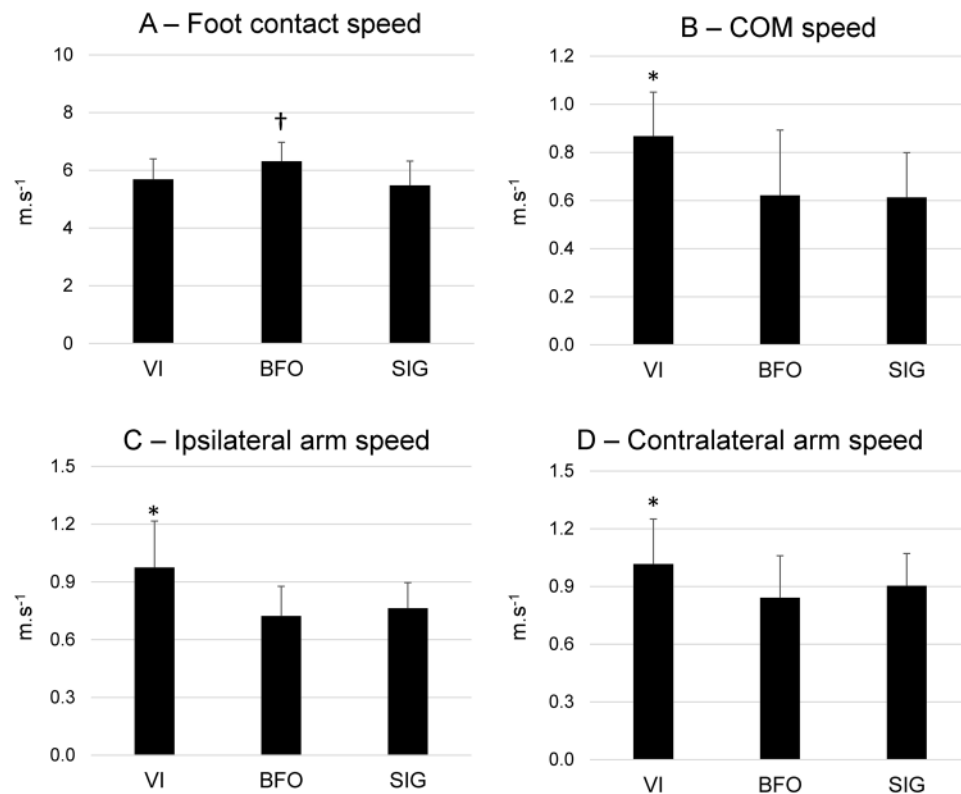 A – Foot contact speed
10
8
6
4
2
0
m.s-1
†
VI BFO SIG
B – COM speed
1.2
1.0
0.8
0.6
0.4
0.2
0.0
m.s-1
*
VI BFO SIG
C – Ipsilateral arm speed
1.5
1.2
0.9
0.6
0.3
0.0
m.s-1
*
VI BFO SIG
D – Contralateral arm speed
1.5
1.2
0.9
0.6
0.3
0.0
m.s-1
*
VI BFO SIG